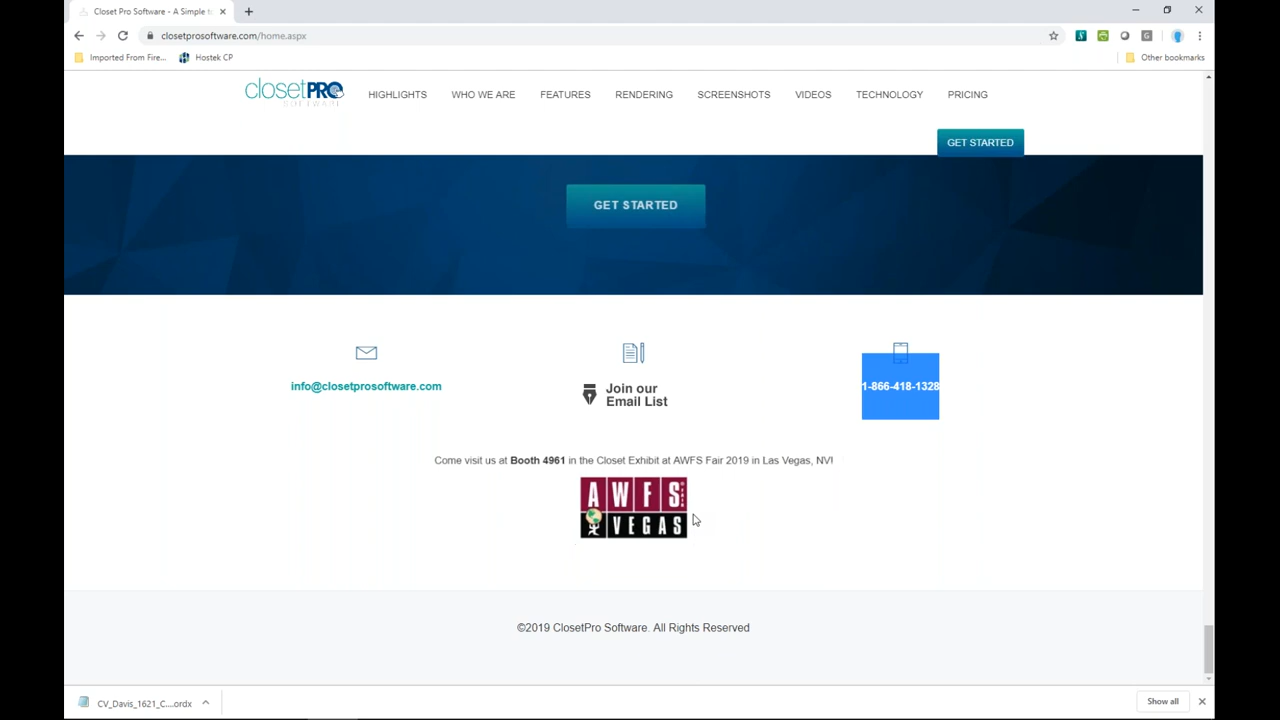 Closet Pro Software - A Simple t
closetprosoftware.com/home.aspx
Imported From Fire... Hostek CP Other bookmarks
closetPRO
SOFTWARE
HIGHLIGHTS WHO WE ARE FEATURES RENDERING SCREENSHOTS VIDEOS TECHNOLOGY PRICING
GET STARTED
GET STARTED
info@closetprosoftware.com
Join our
Email List
1-866-418-1328
Come visit us at Booth 4961 in the Closet Exhibit at AWFS Fair 2019 in Las Vegas, NV!
AWFS
VEGAS
©2019 ClosetPro Software. All Rights Reserved
CV_Davis_1621_C....ordx Show all